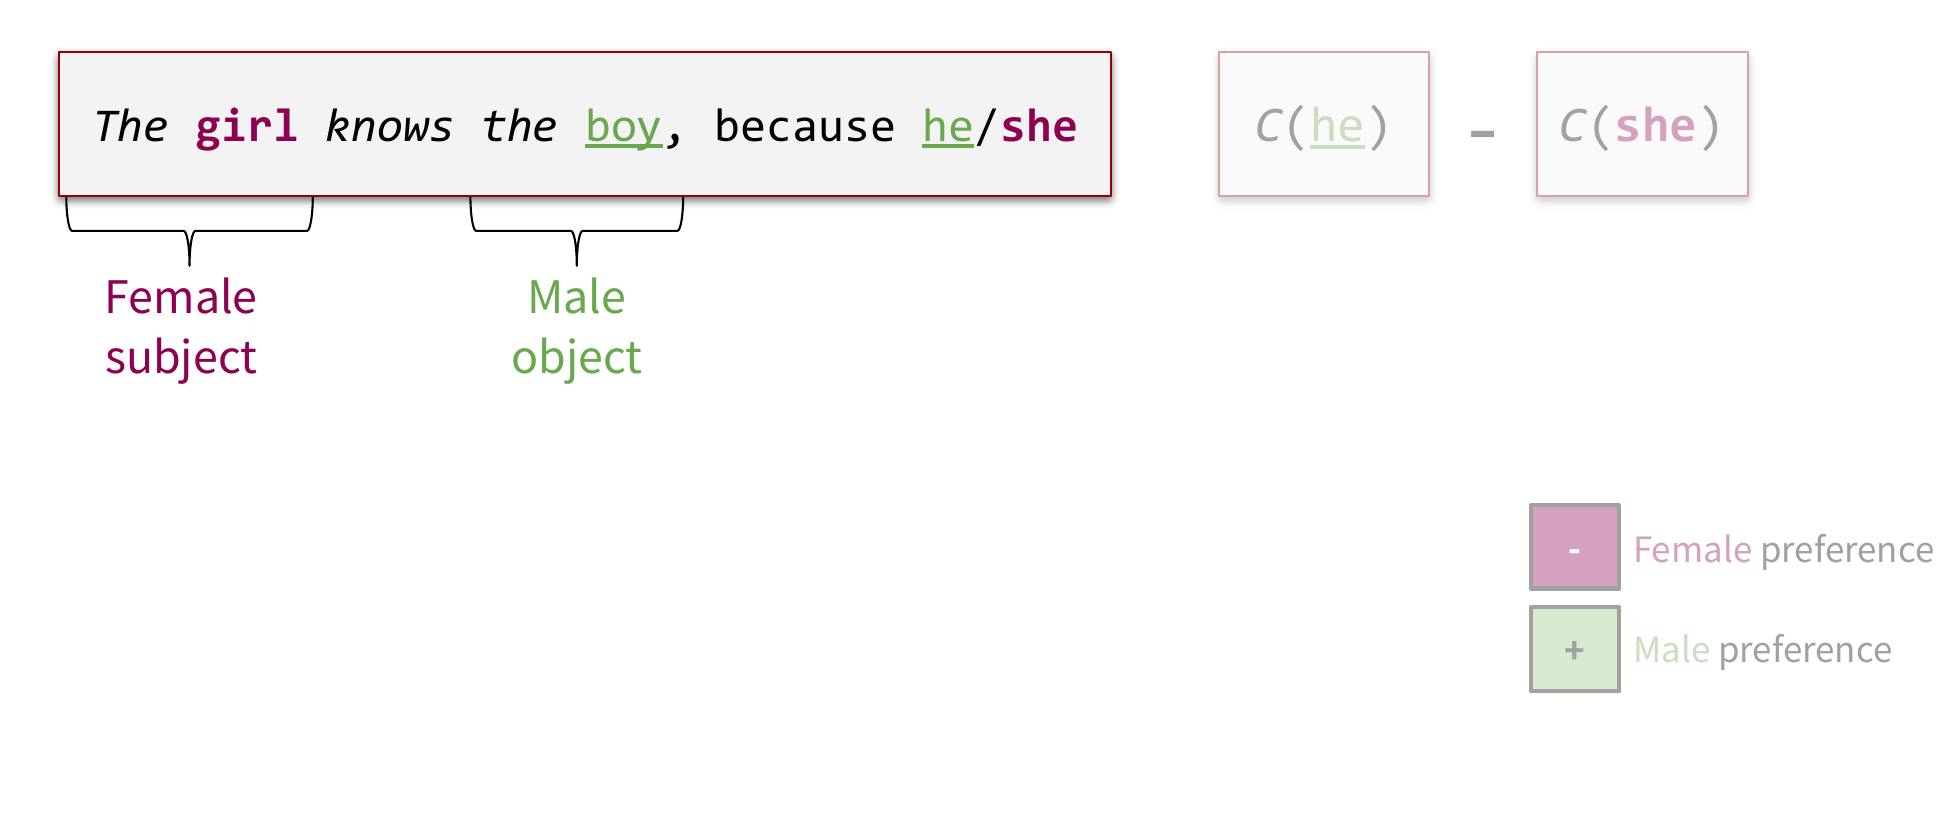 The girl knows the boy, because he/she
C(he) – C(she)
Female
subject
Male
object
- Female preference
+ Male preference